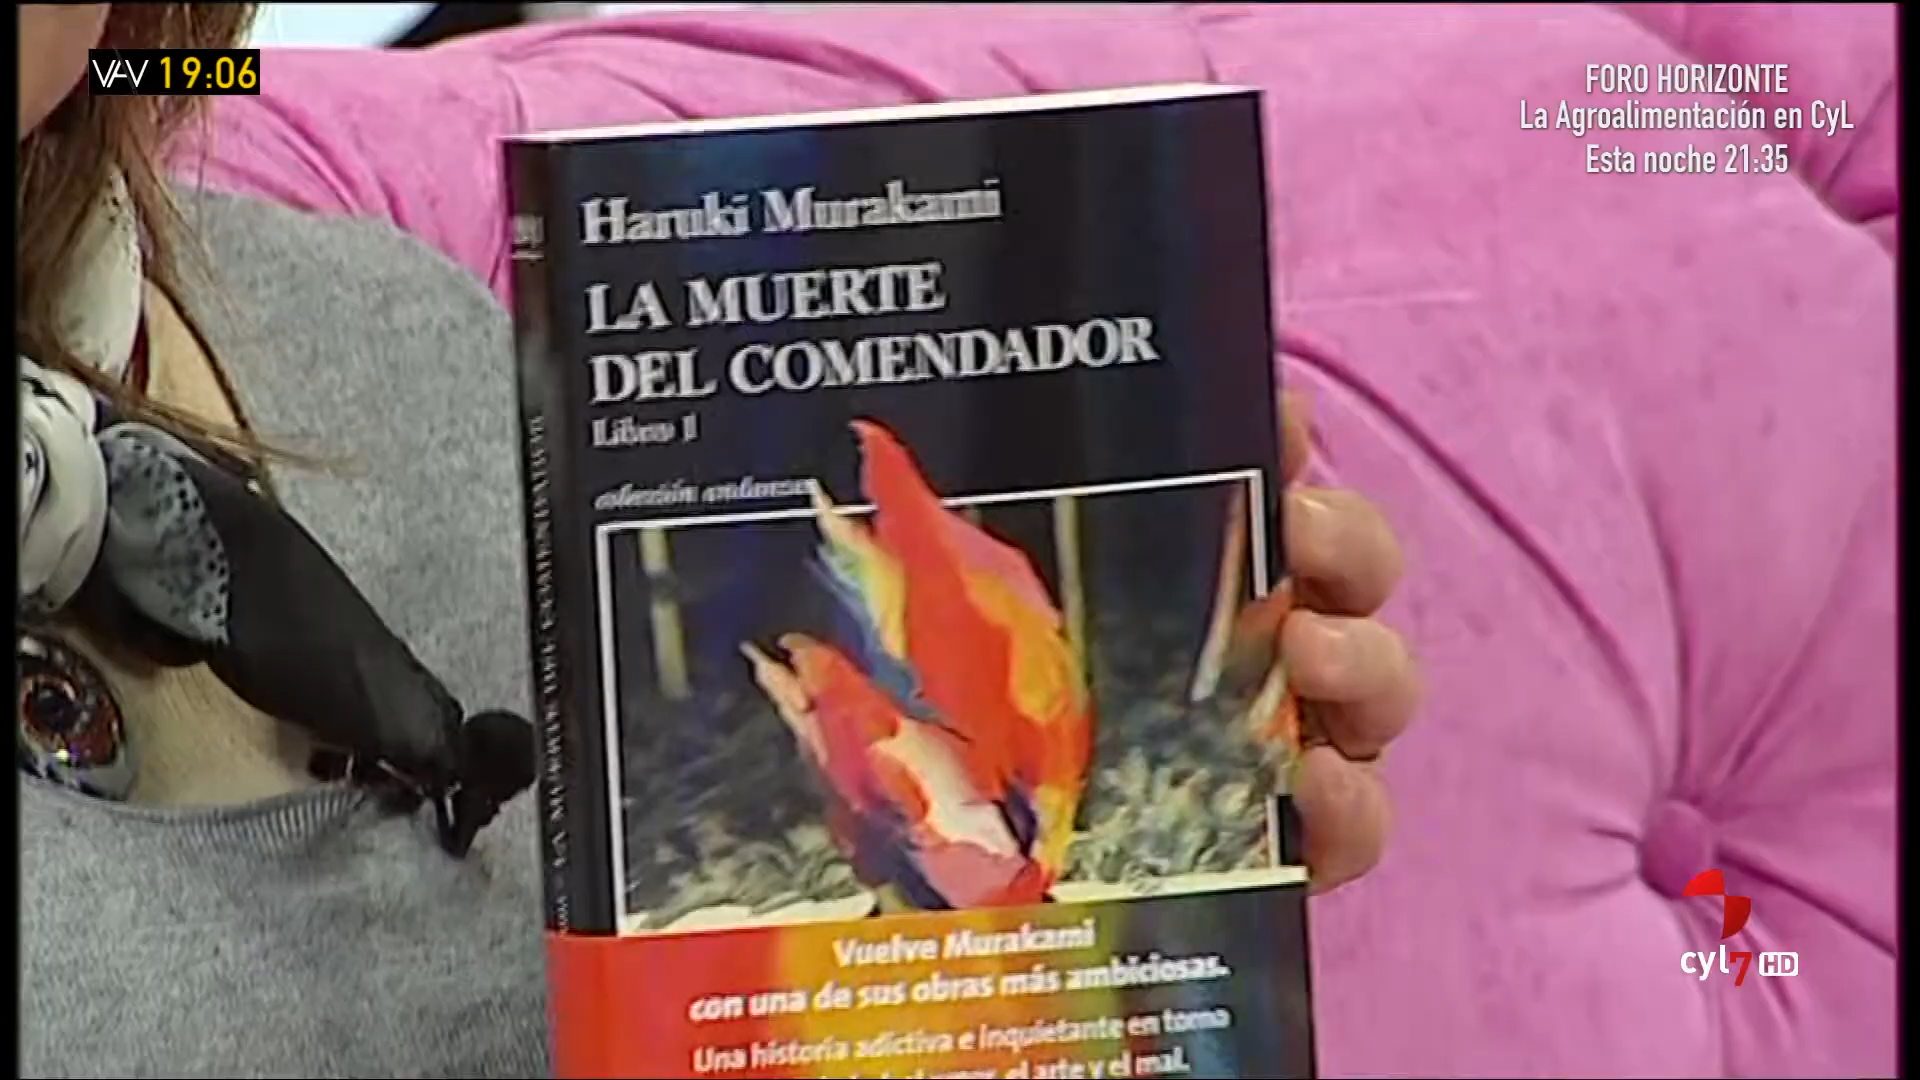 VAV 19:06
FORO HORIZONTE
La Agroalimentación en CyL
Esta noche 21:35
Haruki Murakami
LA MUERTE
DEL COMENDADOR
Libro 1
colección andanzas
Vuelve Murakami
con una de sus obras más ambiciosas.
Una historia adictiva e inquietante en torno
el arte y el mal.
cyl7 HD